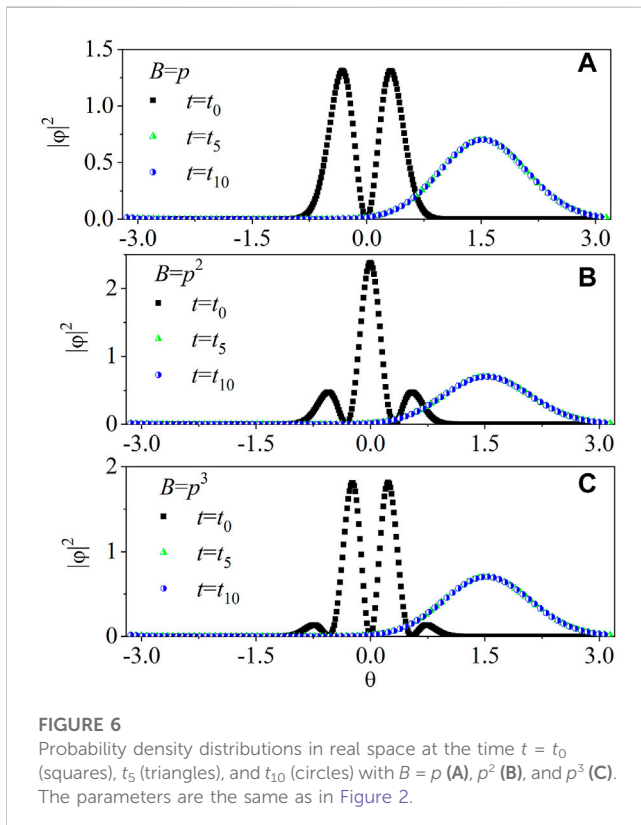 1.5
1.0
0.5
0.0
|φ|²
B=p
t=t₀
t=t₅
t=t₁₀
A
-3.0 -1.5 0.0 1.5 3.0
2
1
0
|φ|²
B=p²
t=t₀
t=t₅
t=t₁₀
B
-3.0 -1.5 0.0 1.5 3.0
2
1
0
|φ|²
B=p³
t=t₀
t=t₅
t=t₁₀
C
-3.0 -1.5 0.0 1.5 3.0
θ
FIGURE 6
Probability density distributions in real space at the time t = t₀
(squares), t₅ (triangles), and t₁₀ (circles) with B = p (A), p² (B), and p³ (C).
The parameters are the same as in Figure 2.